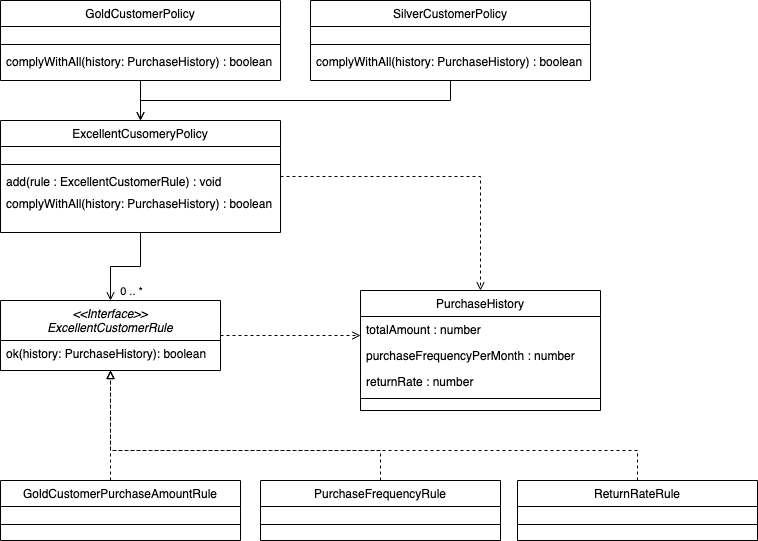 GoldCustomerPolicy
complyWithAll(history: PurchaseHistory) : boolean
SilverCustomerPolicy
complyWithAll(history: PurchaseHistory) : boolean
ExcellentCusomeryPolicy
add(rule : ExcellentCustomerRule) : void
complyWithAll(history: PurchaseHistory) : boolean
0 .. *
<<Interface>>
ExcellentCustomerRule
ok(history: PurchaseHistory): boolean
PurchaseHistory
totalAmount : number
purchaseFrequencyPerMonth : number
returnRate : number
GoldCustomerPurchaseAmountRule
PurchaseFrequencyRule
ReturnRateRule